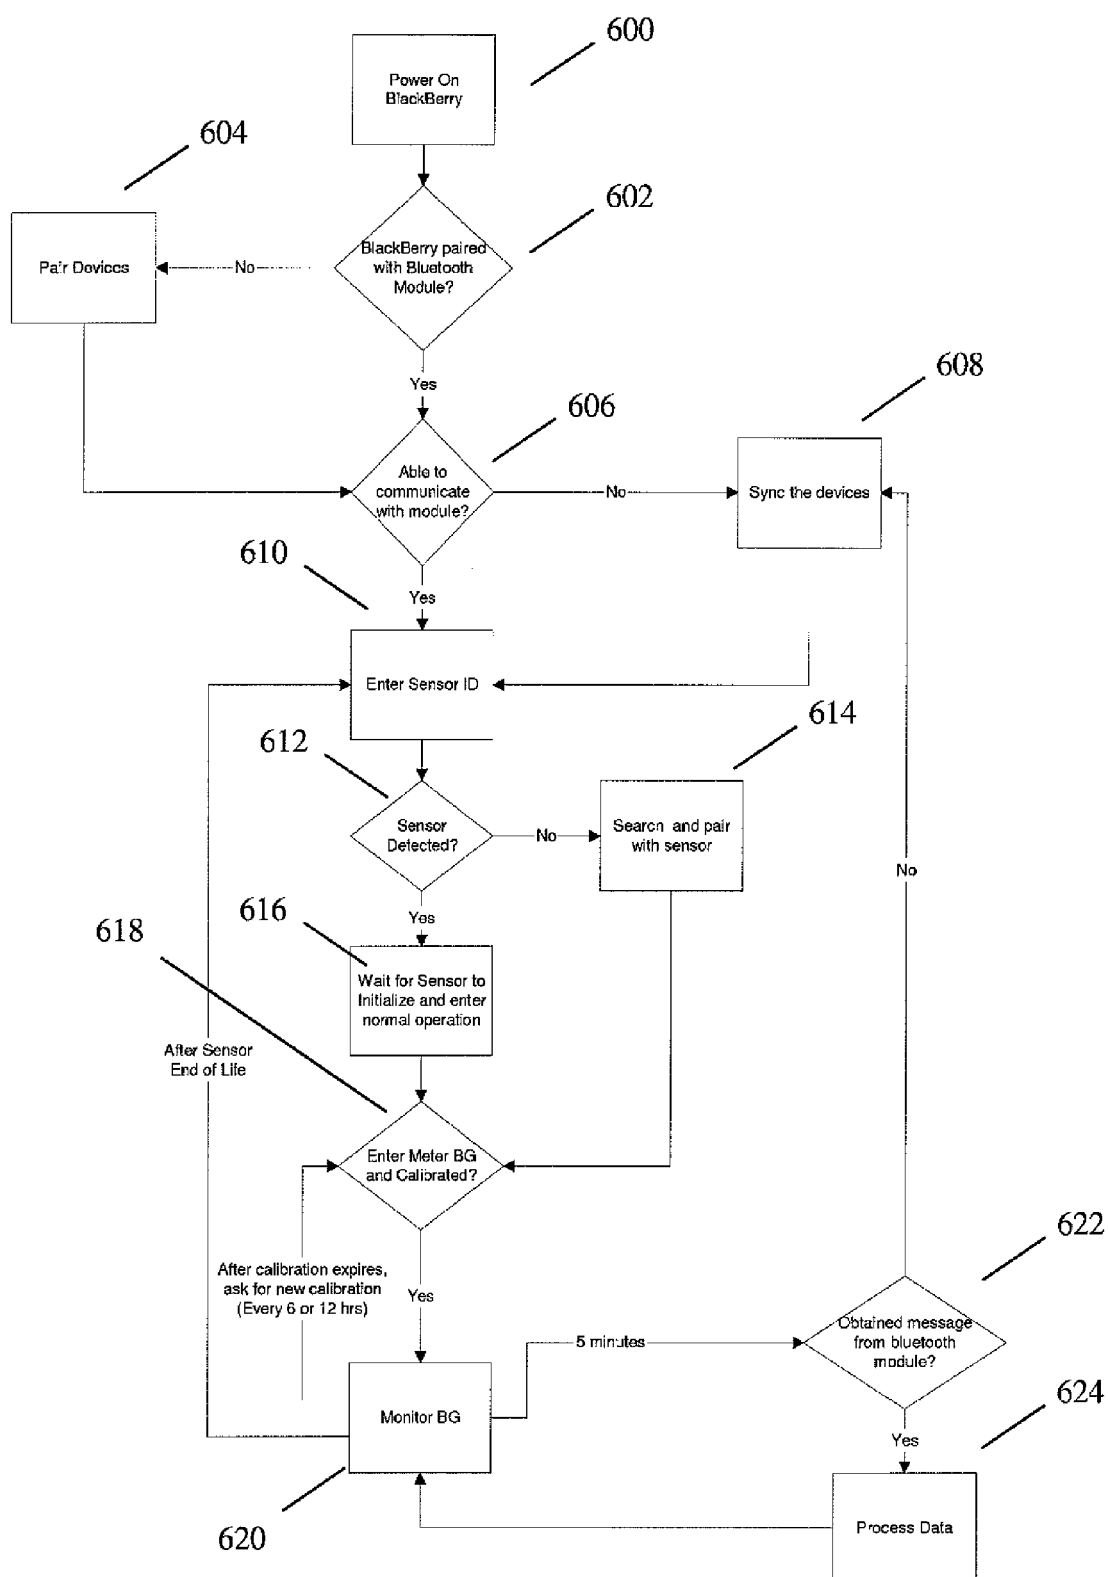 600
Power On
BlackBerry
604
602
BlackBerry paired
with Bluetooth
Module?
No
Pair Devices
Yes
608
606
Able to
communicate
with module?
No
Sync the devices
610
Yes
Enter Sensor ID
614
612
Sensor
Detected?
No
Search and pair
with sensor
No
Yes
616
618
Wait for Sensor to
Initialize and enter
normal operation
After Sensor
End of Life
Enter Meter BG
and Calibrated?
622
After calibration expires,
ask for new calibration
(Every 6 or 12 hrs)
Yes
Obtained message
from bluetooth
module?
5 minutes
624
Monitor BG
Yes
620
Process Data